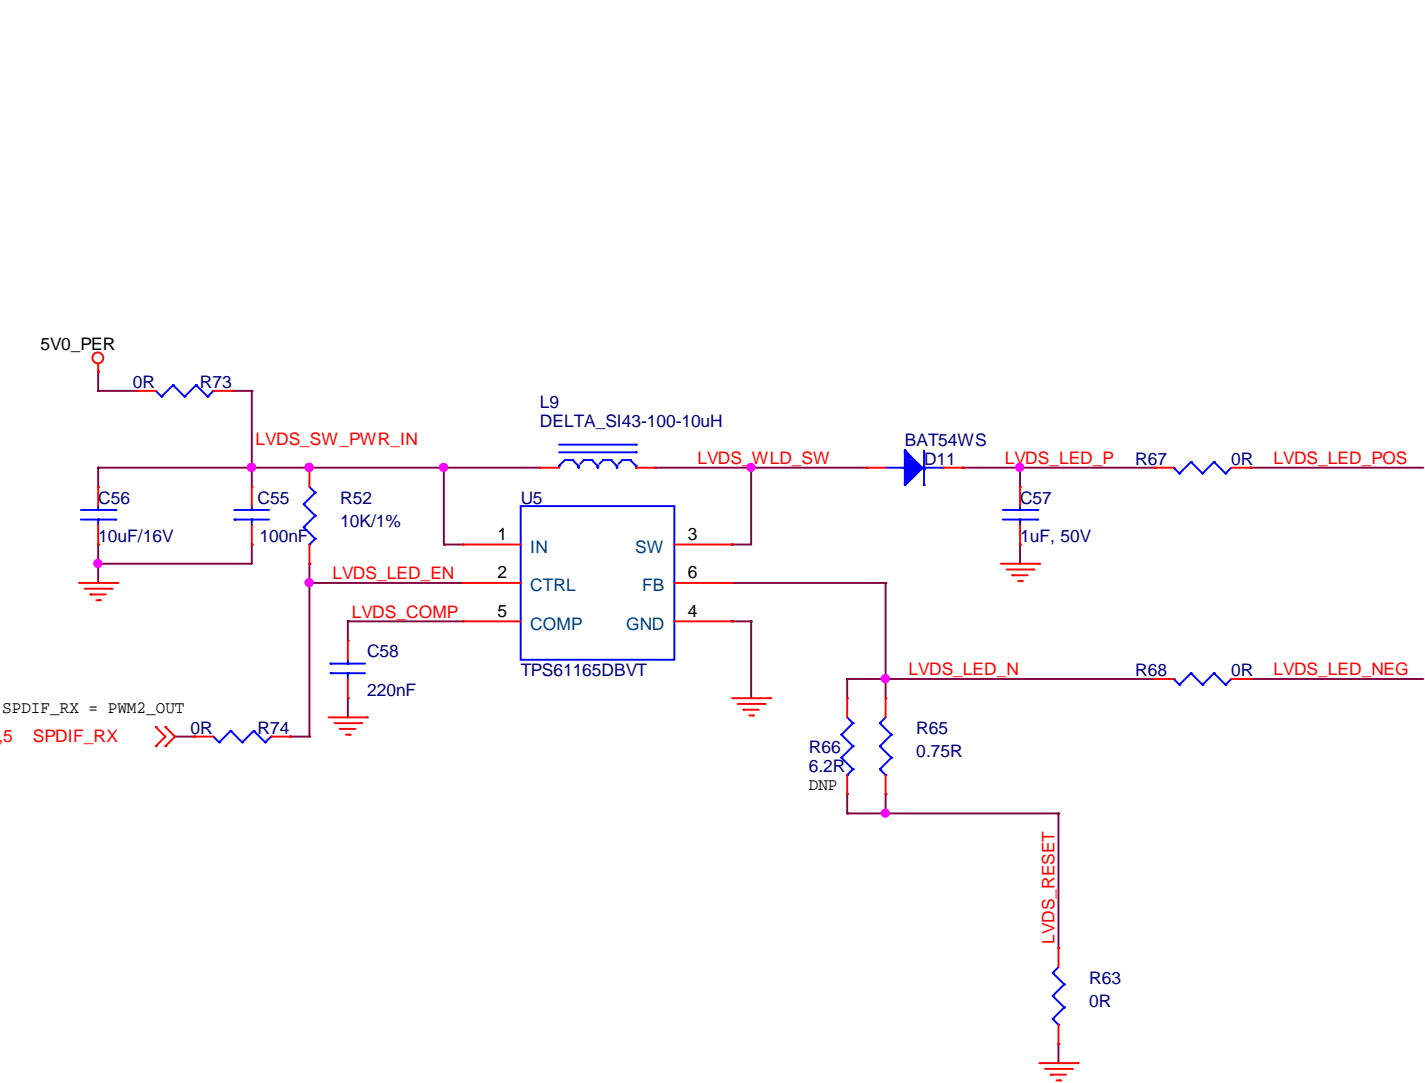 5V0_PER
0R
R73
LVDS_SW_PWR_IN
L9
DELTA_SI43-100-10uH
LVDS_WLD_SW
BAT54WS
D11
LVDS_LED_P
R67
0R
LVDS_LED_POS
C56
10uF/16V
C55
100nF
R52
10K/1%
U5
1
IN
SW
3
2
CTRL
FB
6
5
COMP
GND
4
TPS61165DBVT
C57
1uF, 50V
LVDS_LED_EN
LVDS_COMP
C58
220nF
LVDS_LED_N
R68
0R
LVDS_LED_NEG
SPDIF_RX = PWM2_OUT
,5 SPDIF_RX
0R
R74
R66
6.2R
DNP
R65
0.75R
LVDS_RESET
R63
0R